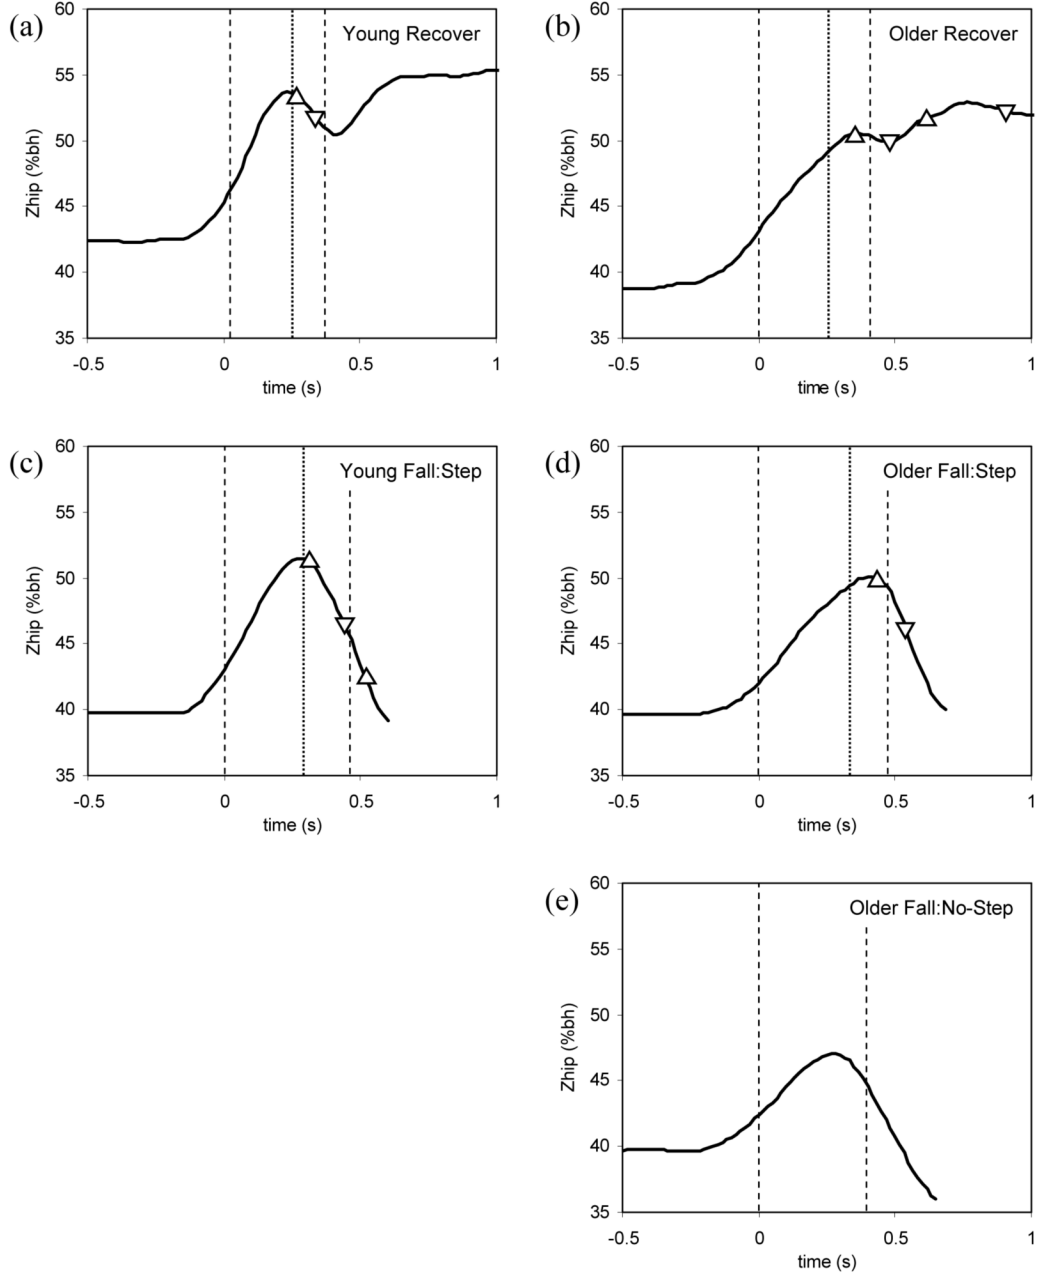 (a)
Young Recover
60
55
50
45
40
35
Zhip (%bh)
-0.5 0 0.5 1
time (s)
(b)
Older Recover
60
55
50
45
40
35
Zhip (%bh)
-0.5 0 0.5 1
time (s)
(c)
Young Fall:Step
60
55
50
45
40
35
Zhip (%bh)
-0.5 0 0.5 1
time (s)
(d)
Older Fall:Step
60
55
50
45
40
35
Zhip (%bh)
-0.5 0 0.5 1
time (s)
(e)
Older Fall:No-Step
60
55
50
45
40
35
Zhip (%bh)
-0.5 0 0.5 1
time (s)